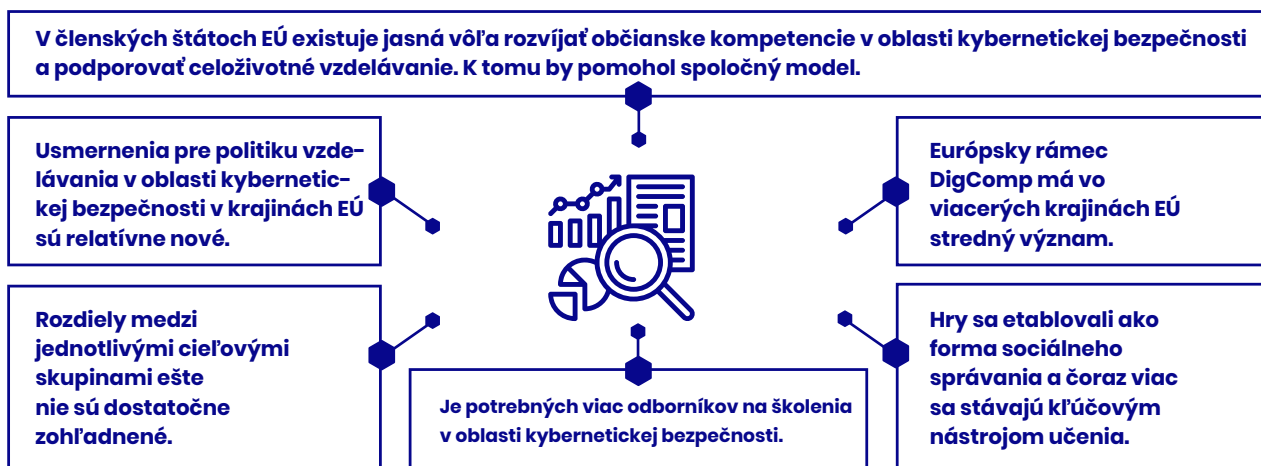 V členských štátoch EÚ existuje jasná vôľa rozvíjať občianske kompetencie v oblasti kybernetickej bezpečnosti
a podporovať celoživotné vzdelávanie. K tomu by pomohol spoločný model.
Usmernenia pre politiku vzde-
lávania v oblasti kybernetic-
kej bezpečnosti v krajinách EÚ
sú relatívne nové.
Európsky rámec
DigComp má vo
viacerých krajinách EÚ
stredný význam.
Rozdiely medzi
jednotlivými cieľovými
skupinami ešte
nie sú dostatočne
zohľadnené.
Je potrebných viac odborníkov na školenia
v oblasti kybernetickej bezpečnosti.
Hry sa etablovali ako
forma sociálneho
správania a čoraz viac
sa stávajú kľúčovým
nástrojom učenia.